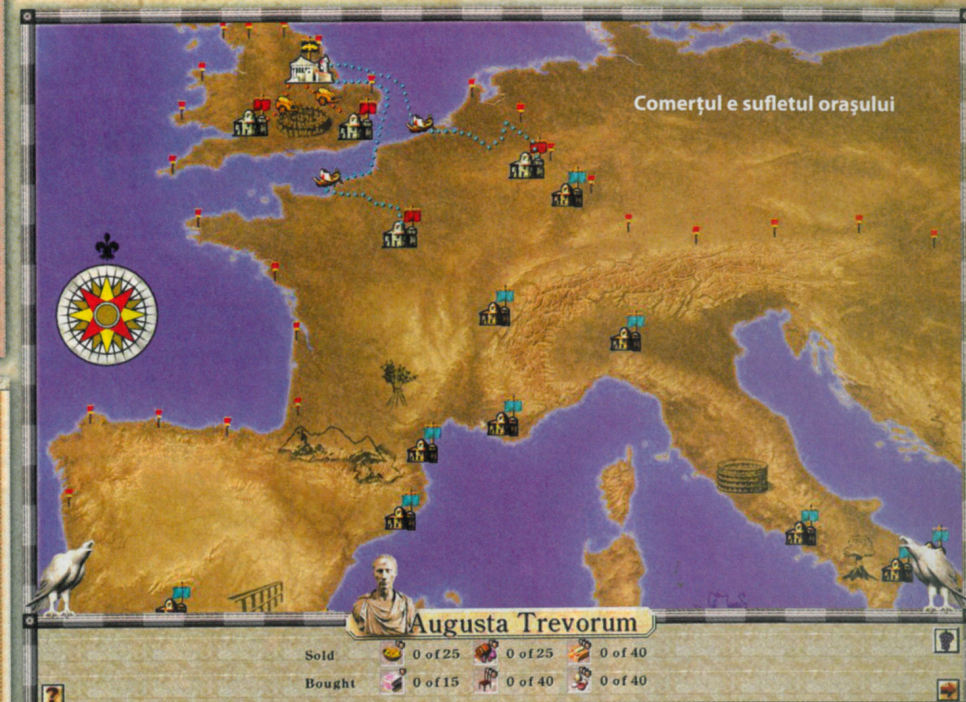 Comerțul e sufletul orașului
Augusta Trevorum
Sold 0 of 25 0 of 25 0 of 40
Bought 0 of 15 0 of 40 0 of 40
?